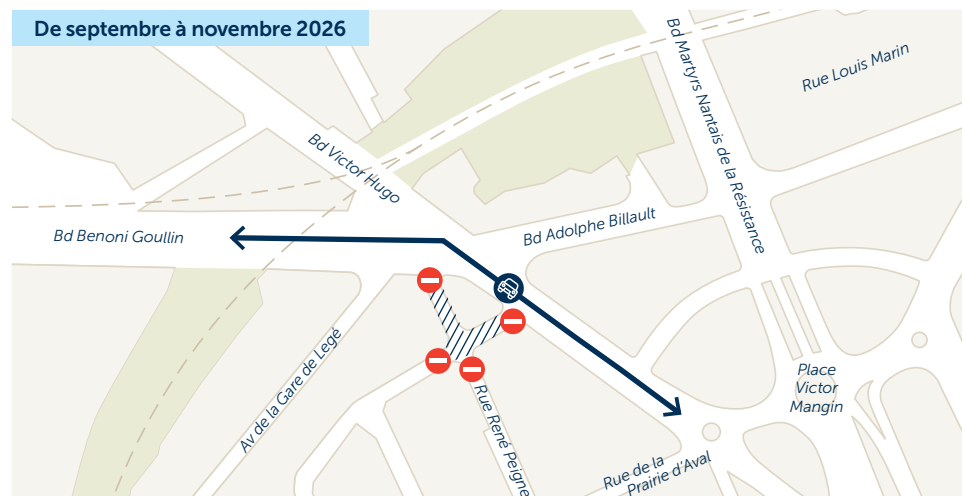 De septembre à novembre 2026
Bd Martyrs Nantais de la Résistance
Rue Louis Marin
Bd Victor Hugo
Bd Adolphe Billault
Bd Benoni Goullin
Av de la Gare de Legé
Place
Victor
Mangin
Rue René Peigne
Rue de la
Prairie d'Aval